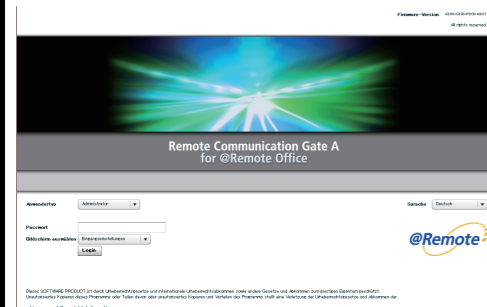 Firmware-Version
All rights reserved
Remote Communication Gate A
for @Remote Office
Anwendertyp Administrator Sprache Deutsch
Passwort
Bildschirm auswählen Eingangseinstellungen
Login
@Remote
Dieses SOFTWARE PRODUCT ist durch Urheberrechtsgesetze und internationale Urheberrechtsabkommen sowie andere Gesetze und Abkommen zum geistigen Eigentum geschützt.
Unautorisiertes Kopieren dieses Programms oder Teilen davon oder unautorisiertes Kopieren und Verteilen des Programms stellt eine Verletzung der Urheberrechtsgesetze und Abkommen dar